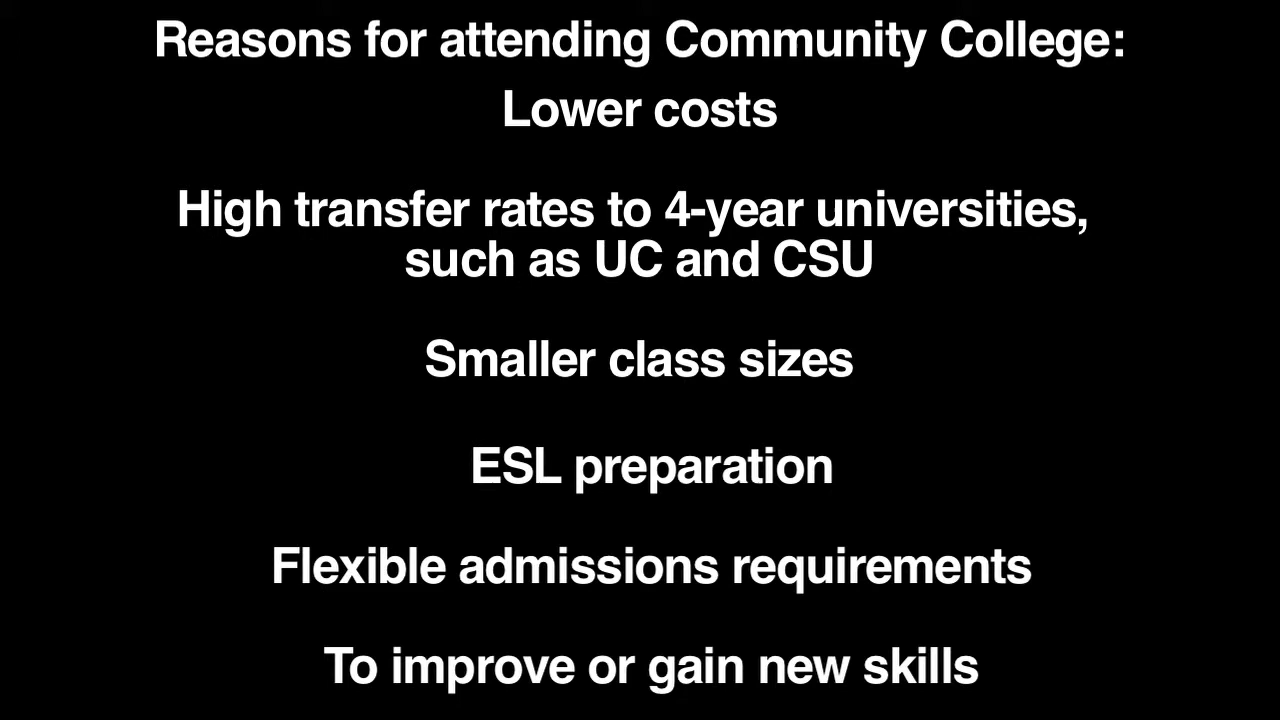 Reasons for attending Community College:
Lower costs
High transfer rates to 4-year universities,
such as UC and CSU
Smaller class sizes
ESL preparation
Flexible admissions requirements
To improve or gain new skills